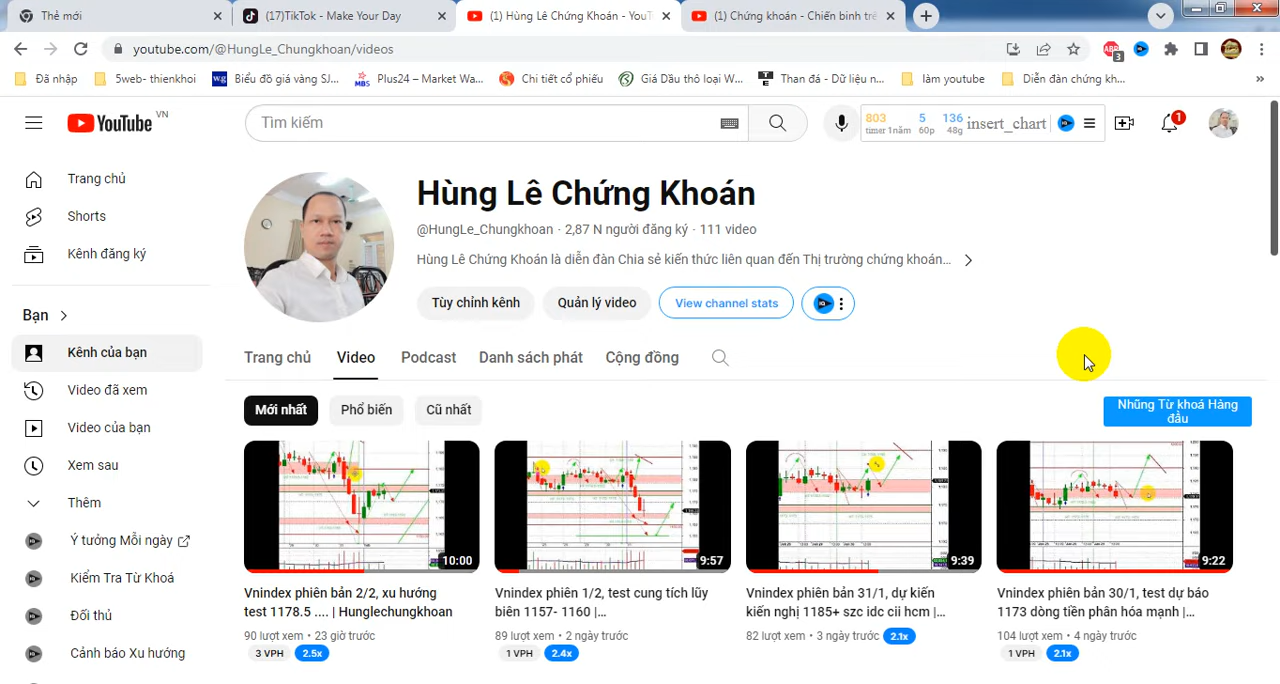 Thẻ mới
(17)TikTok - Make Your Day
(1) Hùng Lê Chứng Khoán - YouT
(1) Chứng khoán - Chiến binh trê
youtube.com/@HungLe_Chungkhoan/videos
ABP
3
Đã nhập
5web- thienkhoi
wg
Biểu đồ giá vàng SJ...
MBS
Plus24 – Market Wa...
Chi tiết cổ phiếu
Giá Dầu thô loại W...
Than đá - Dữ liệu n...
làm youtube
Diễn đàn chứng kh...
»
YouTube
VN
Tìm kiếm
803
timer 1năm
5
60p
136
48g
insert_chart
1
Trang chủ
Shorts
Kênh đăng ký
Bạn
Kênh của bạn
Video đã xem
Video của bạn
Xem sau
Thêm
Ý tưởng Mỗi ngày
Kiểm Tra Từ Khoá
Đối thủ
Cảnh báo Xu hướng
Hùng Lê Chứng Khoán
@HungLe_Chungkhoan · 2,87 N người đăng ký · 111 video
Hùng Lê Chứng Khoán là diễn đàn Chia sẻ kiến thức liên quan đến Thị trường chứng khoán...
Tùy chỉnh kênh
Quản lý video
View channel stats
Trang chủ
Video
Podcast
Danh sách phát
Cộng đồng
Mới nhất
Phổ biến
Cũ nhất
Những Từ khoá Hàng
đầu
10:00
9:57
9:39
9:22
Vnindex phiên bản 2/2, xu hướng
test 1178.5 .... | Hunglechungkhoan
90 lượt xem • 23 giờ trước
3 VPH
2.5x
Vnindex phiên 1/2, test cung tích lũy
biên 1157- 1160 |...
89 lượt xem • 2 ngày trước
1 VPH
2.4x
Vnindex phiên bản 31/1, dự kiến
kiến nghị 1185+ szc idc cii hcm |...
82 lượt xem • 3 ngày trước
2.1x
Vnindex phiên bản 30/1, test dự báo
1173 dòng tiền phân hóa mạnh |...
104 lượt xem • 4 ngày trước
1 VPH
2.1x